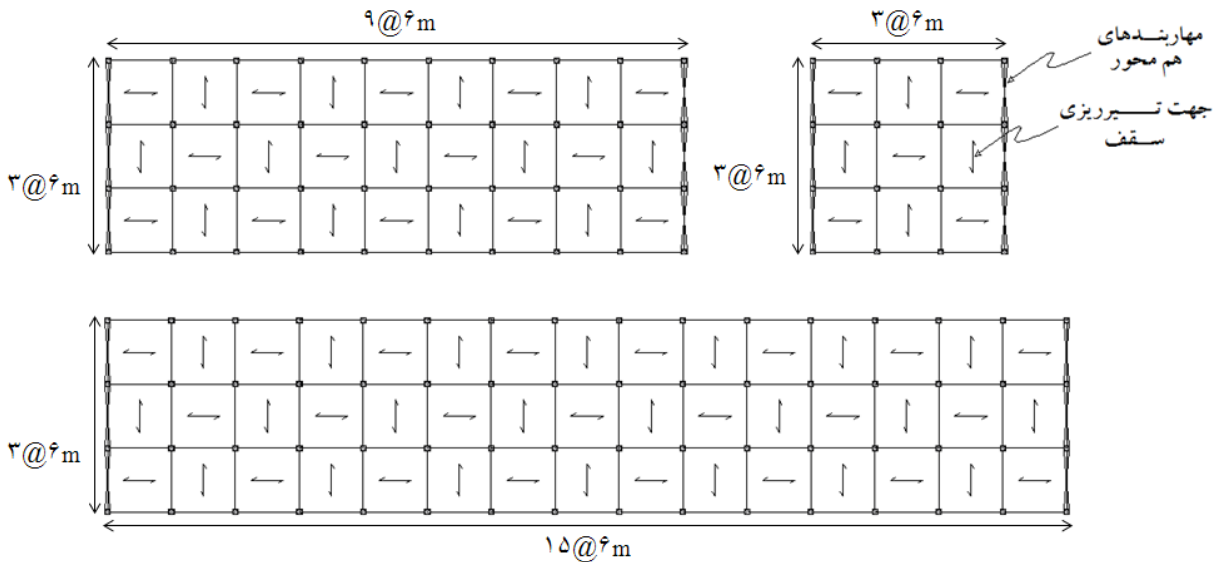 ۹@۶m
۳@۶m
۳@۶m
۳@۶m
مهاربندهای
هم محور
جهت تیرریزی
سقف
۳@۶m
۱۵@۶m